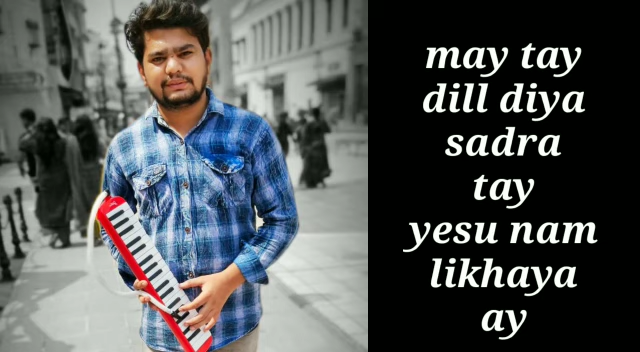 may tay
dill diya
sadra
tay
yesu nam
likhaya
ay